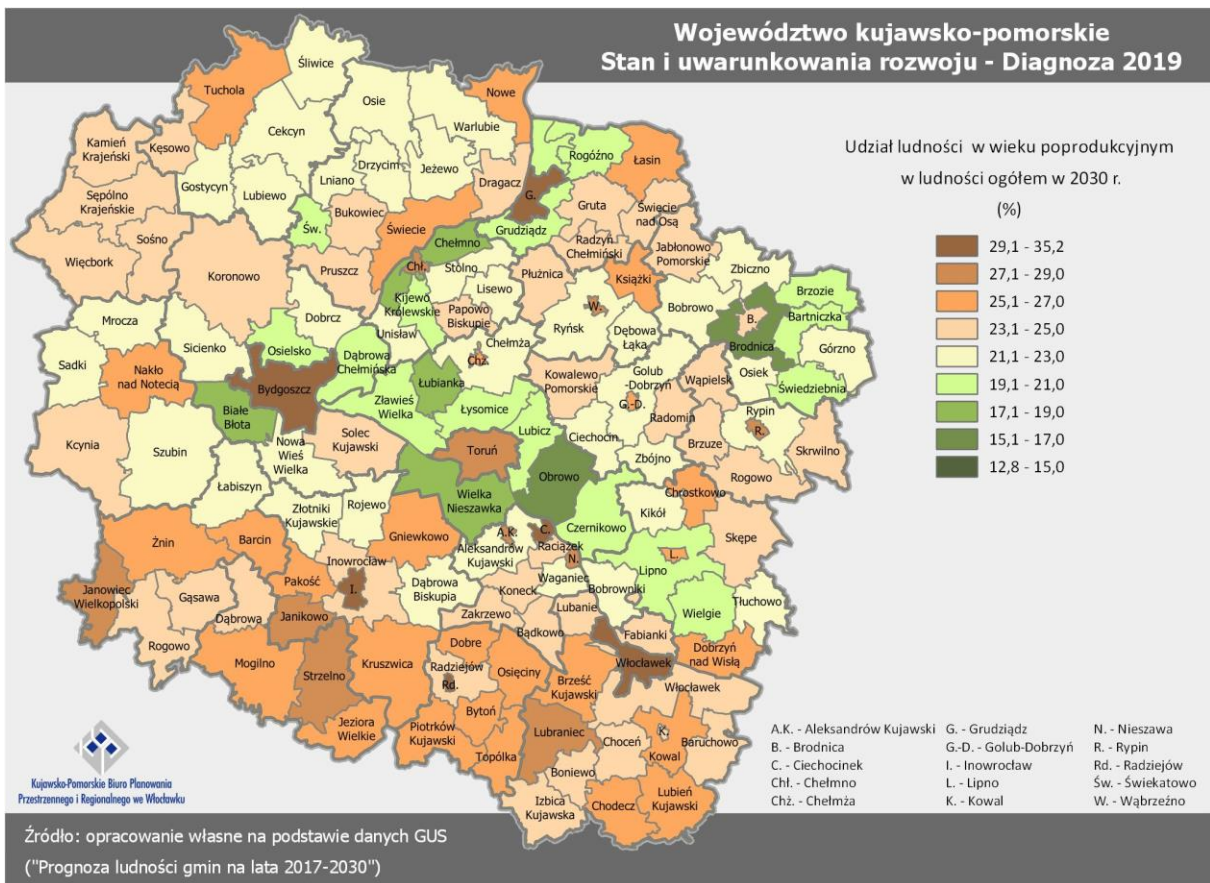 Województwo kujawsko-pomorskie
Stan i uwarunkowania rozwoju - Diagnoza 2019
Udział ludności w wieku poprodukcyjnym
w ludności ogółem w 2030 r.
(%)
29,1 - 35,2
27,1 - 29,0
25,1 - 27,0
23,1 - 25,0
21,1 - 23,0
19,1 - 21,0
17,1 - 19,0
15,1 - 17,0
12,8 - 15,0
Śliwice
Tuchola
Nowe
Osie
Warlubie
Cekcyn
Kamień
Krajeński
Kęsowo
Rogóźno
Łasin
Drzycim
Jeżewo
Gostycyn
Lubiewo
Lniano
Dragacz
G.
Sępólno
Krajeńskie
Gruta
Świecie
nad Osą
Bukowiec
Św.
Świecie
Grudziądz
Sośno
Radzyń
Chełmiński
Jabłonowo
Pomorskie
Więcbork
Koronowo
Pruszcz
Chełmno
Chł.
Stolno
Płużnica
Książki
Zbiczno
Lisewo
Kijewo
Królewskie
Bobrowo
Brzozie
Mrocza
Dobrcz
Papowo
Biskupie
W.
B.
Bartniczka
Unisław
Ryńsk
Dębowa
Łąka
Brodnica
Sicienko
Osielsko
Dąbrowa
Chełmińska
Chełmża
Górzno
Sadki
Nakło
nad Notecią
Chż.
Bydgoszcz
Łubianka
Kowalewo
Pomorskie
Golub
Dobrzyń
Wąpielsk
Osiek
Świedziebnia
Zławieś
Wielka
Łysomice
G.-D.
Radomin
Rypin
Białe
Błota
R.
Lubicz
Ciechocin
Brzuze
Kcynia
Szubin
Nowa
Wieś
Wielka
Solec
Kujawski
Toruń
Skrwilno
Zbójno
Rogowo
Łabiszyn
Obrowo
Wielka
Nieszawka
Chrostkowo
Złotniki
Kujawskie
Rojewo
Kikół
Czernikowo
Skępe
Żnin
Barcin
Gniewkowo
A.K.
C.
Raciążek
Aleksandrów
Kujawski
N.
L.
Lipno
Inowrocław
Pakość
I.
Dąbrowa
Biskupia
Waganiec
Bobrowniki
Tłuchowo
Janowiec
Wielkopolski
Gąsawa
Koneck
Wielgie
Janikowo
Dąbrowa
Lubanie
Zakrzewo
Rogowo
Bądkowo
Fabianki
Dobre
Dobrzyń
nad Wisłą
Mogilno
Strzelno
Kruszwica
Radziejów
Osięciny
Włocławek
Rd.
Brześć
Kujawski
Włocławek
Jeziora
Wielkie
Bytoń
Piotrków
Kujawski
Lubraniec
K.
Choceń
Baruchowo
Topólka
Kowal
Boniewo
Izbica
Kujawska
Chodecz
Lubień
Kujawski
A.K. - Aleksandrów Kujawski
B. - Brodnica
C. - Ciechocinek
Chł. - Chełmno
Chż. - Chełmża
G. - Grudziądz
G.-D. - Golub-Dobrzyń
I. - Inowrocław
L. - Lipno
K. - Kowal
N. - Nieszawa
R. - Rypin
Rd. - Radziejów
Św. - Świekatowo
W. - Wąbrzeźno
Kujawsko-Pomorskie Biuro Planowania
Przestrzennego i Regionalnego we Włocławku
Źródło: opracowanie własne na podstawie danych GUS
("Prognoza ludności gmin na lata 2017-2030")